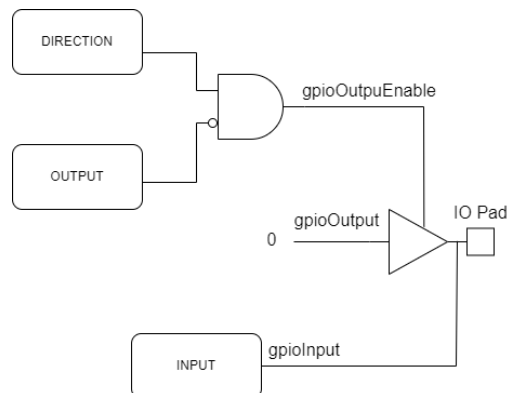 DIRECTION
gpioOutpuEnable
OUTPUT
IO Pad
gpioOutput
0
gpioInput
INPUT